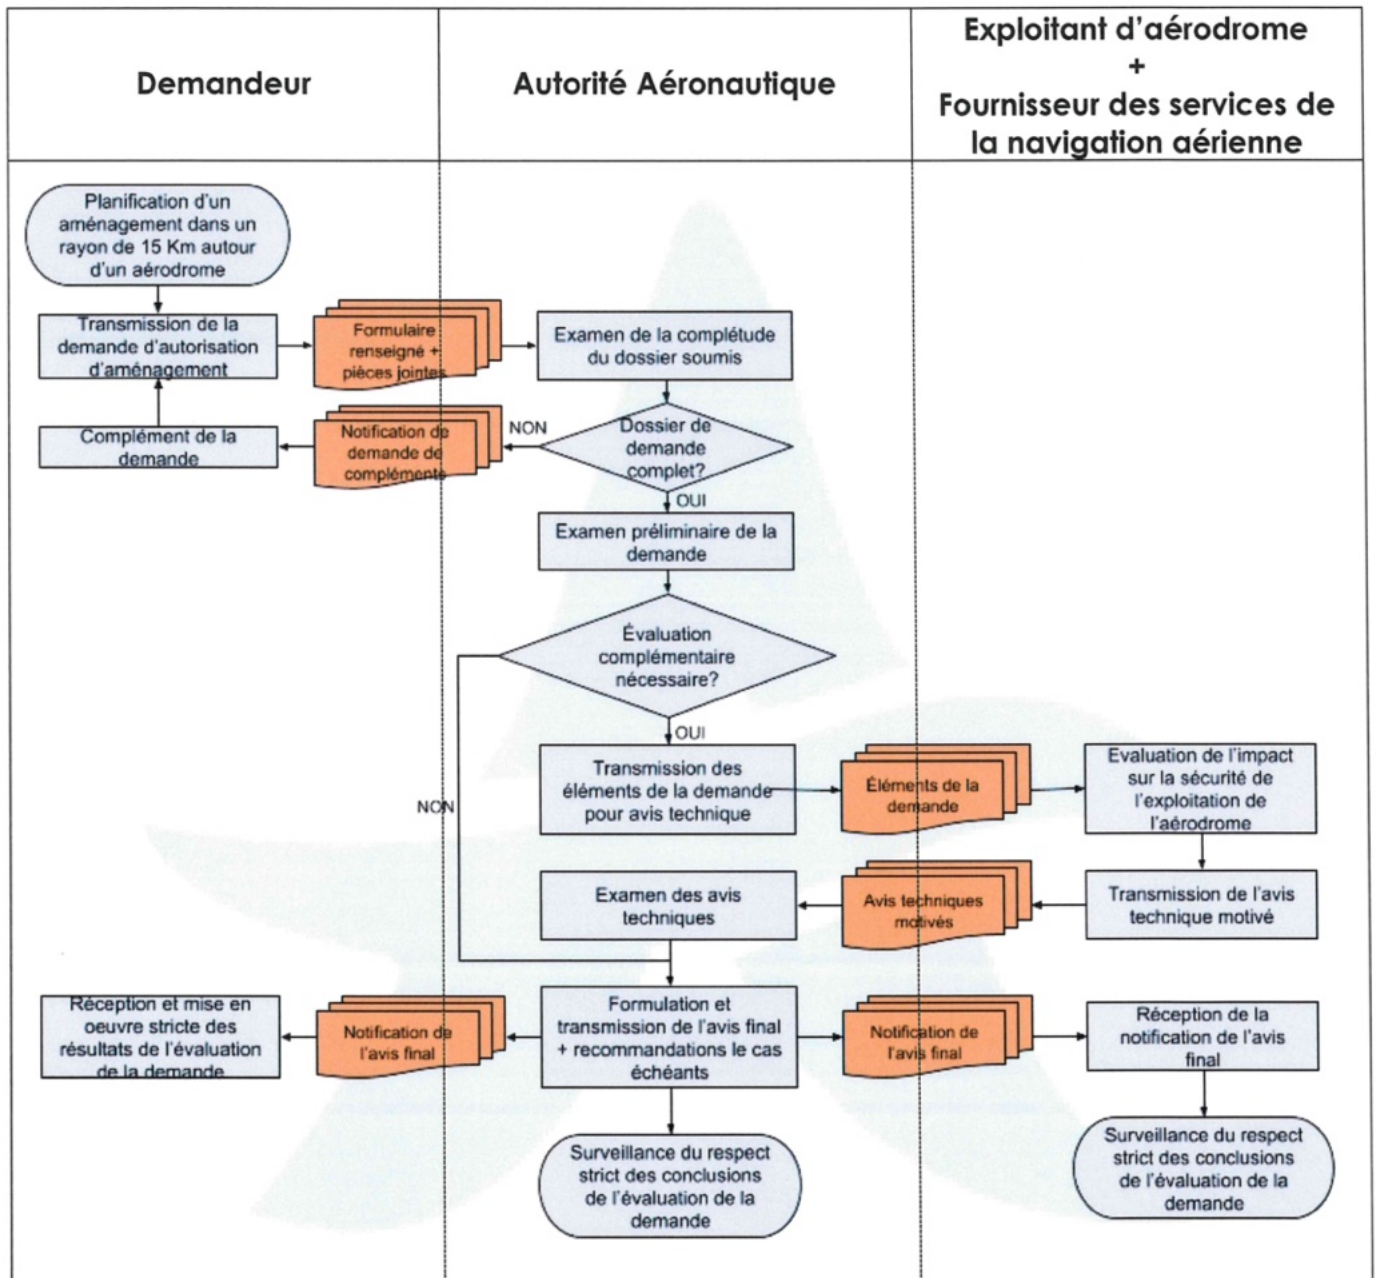 Demandeur
Autorité Aéronautique
Exploitant d'aérodrome
+
Fournisseur des services de
la navigation aérienne
Planification d'un
aménagement dans un
rayon de 15 Km autour
d'un aérodrome
Transmission de la
demande d'autorisation
d'aménagement
Formulaire
renseigné +
pièces jointes
Examen de la complétude
du dossier soumis
Complément de la
demande
Notification de
demande de
compléments
NON
Dossier de
demande
complet?
OUI
Examen préliminaire de la
demande
Évaluation
complémentaire
nécessaire?
OUI
NON
Transmission des
éléments de la demande
pour avis technique
Éléments de la
demande
Evaluation de l'impact
sur la sécurité de
l'exploitation de
l'aérodrome
Examen des avis
techniques
Avis techniques
motivés
Transmission de l'avis
technique motivé
Réception et mise en
oeuvre stricte des
résultats de l'évaluation
de la demande
Notification de
l'avis final
Formulation et
transmission de l'avis final
+ recommandations le cas
échéants
Notification de
l'avis final
Réception de la
notification de l'avis
final
Surveillance du respect
strict des conclusions
de l'évaluation de la
demande
Surveillance du respect
strict des conclusions
de l'évaluation de la
demande